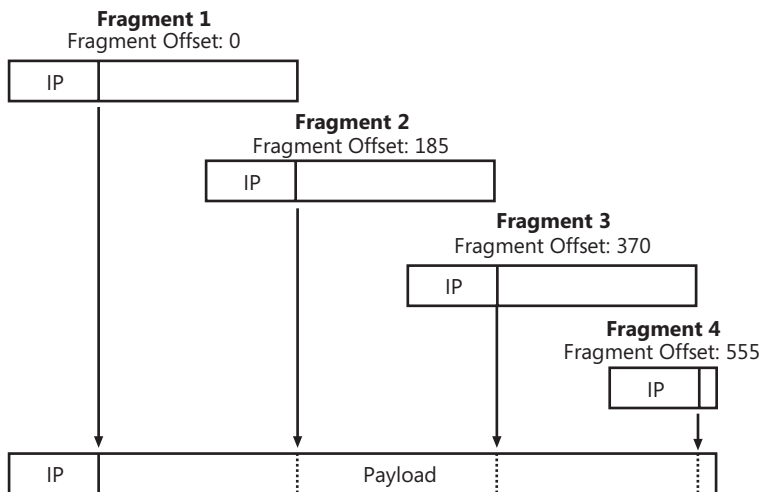 Fragment 1
Fragment Offset: 0
IP
Fragment 2
Fragment Offset: 185
IP
Fragment 3
Fragment Offset: 370
IP
Fragment 4
Fragment Offset: 555
IP
IP Payload